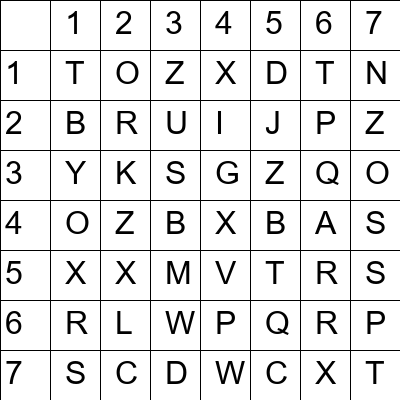 1 2 3 4 5 6 7
1 T O Z X D T N
2 B R U I J P Z
3 Y K S G Z Q O
4 O Z B X B A S
5 X X M V T R S
6 R L W P Q R P
7 S C D W C X T